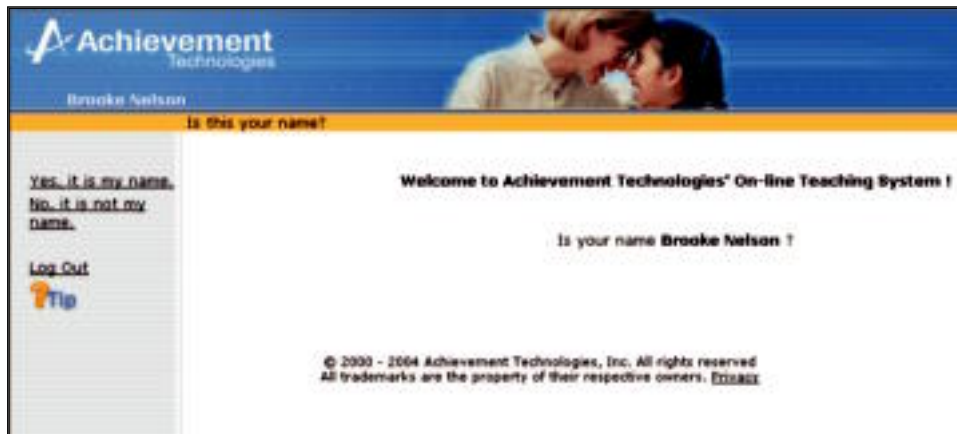 Achievement
Technologies
Brooke Nelson
Is this your name?
Yes, it is my name.
No, it is not my
name.
Log Out
?Tip
Welcome to Achievement Technologies' On-line Teaching System !
Is your name Brooke Nelson ?
© 2000 - 2004 Achievement Technologies, Inc. All rights reserved
All trademarks are the property of their respective owners. Privacy